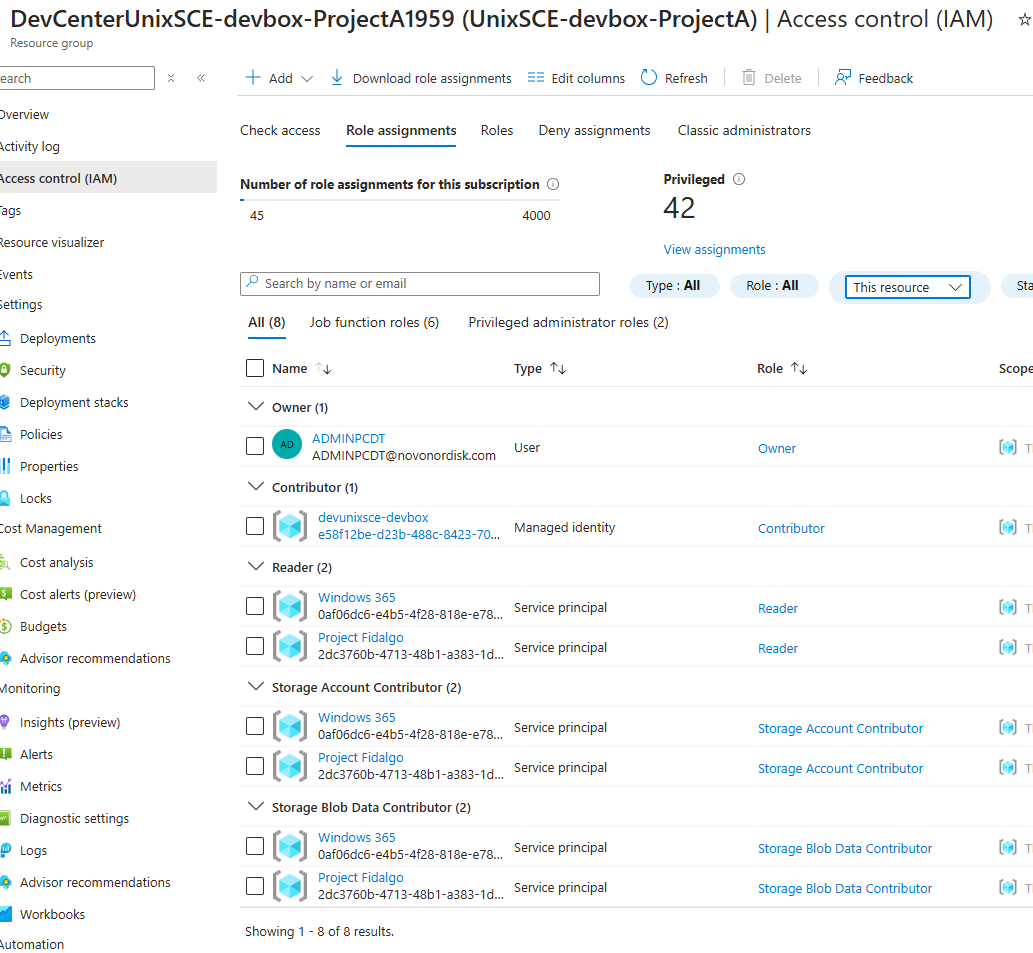 DevCenterUnixSCE-devbox-ProjectA1959 (UnixSCE-devbox-ProjectA) | Access control (IAM)
Resource group
earch
Add
Download role assignments
Edit columns
Refresh
Delete
Feedback
Overview
Activity log
Access control (IAM)
Tags
Resource visualizer
Events
Settings
Deployments
Security
Deployment stacks
Policies
Properties
Locks
Cost Management
Cost analysis
Cost alerts (preview)
Budgets
Advisor recommendations
Monitoring
Insights (preview)
Alerts
Metrics
Diagnostic settings
Logs
Advisor recommendations
Workbooks
Automation
Check access Role assignments Roles Deny assignments Classic administrators
Number of role assignments for this subscription
45 4000
Privileged
42
View assignments
Search by name or email
Type : All
Role : All
This resource
Sta
All (8) Job function roles (6) Privileged administrator roles (2)
Name Type Role Scope
Owner (1)
AD ADMINPCDT User Owner
ADMINPCDT@novonordisk.com
Contributor (1)
devunixsce-devbox Managed identity Contributor
e58f12be-d23b-488c-8423-70...
Reader (2)
Windows 365 Service principal Reader
0af06dc6-e4b5-4f28-818e-e78...
Project Fidalgo Service principal Reader
2dc3760b-4713-48b1-a383-1d...
Storage Account Contributor (2)
Windows 365 Service principal Storage Account Contributor
0af06dc6-e4b5-4f28-818e-e78...
Project Fidalgo Service principal Storage Account Contributor
2dc3760b-4713-48b1-a383-1d...
Storage Blob Data Contributor (2)
Windows 365 Service principal Storage Blob Data Contributor
0af06dc6-e4b5-4f28-818e-e78...
Project Fidalgo Service principal Storage Blob Data Contributor
2dc3760b-4713-48b1-a383-1d...
Showing 1 - 8 of 8 results.